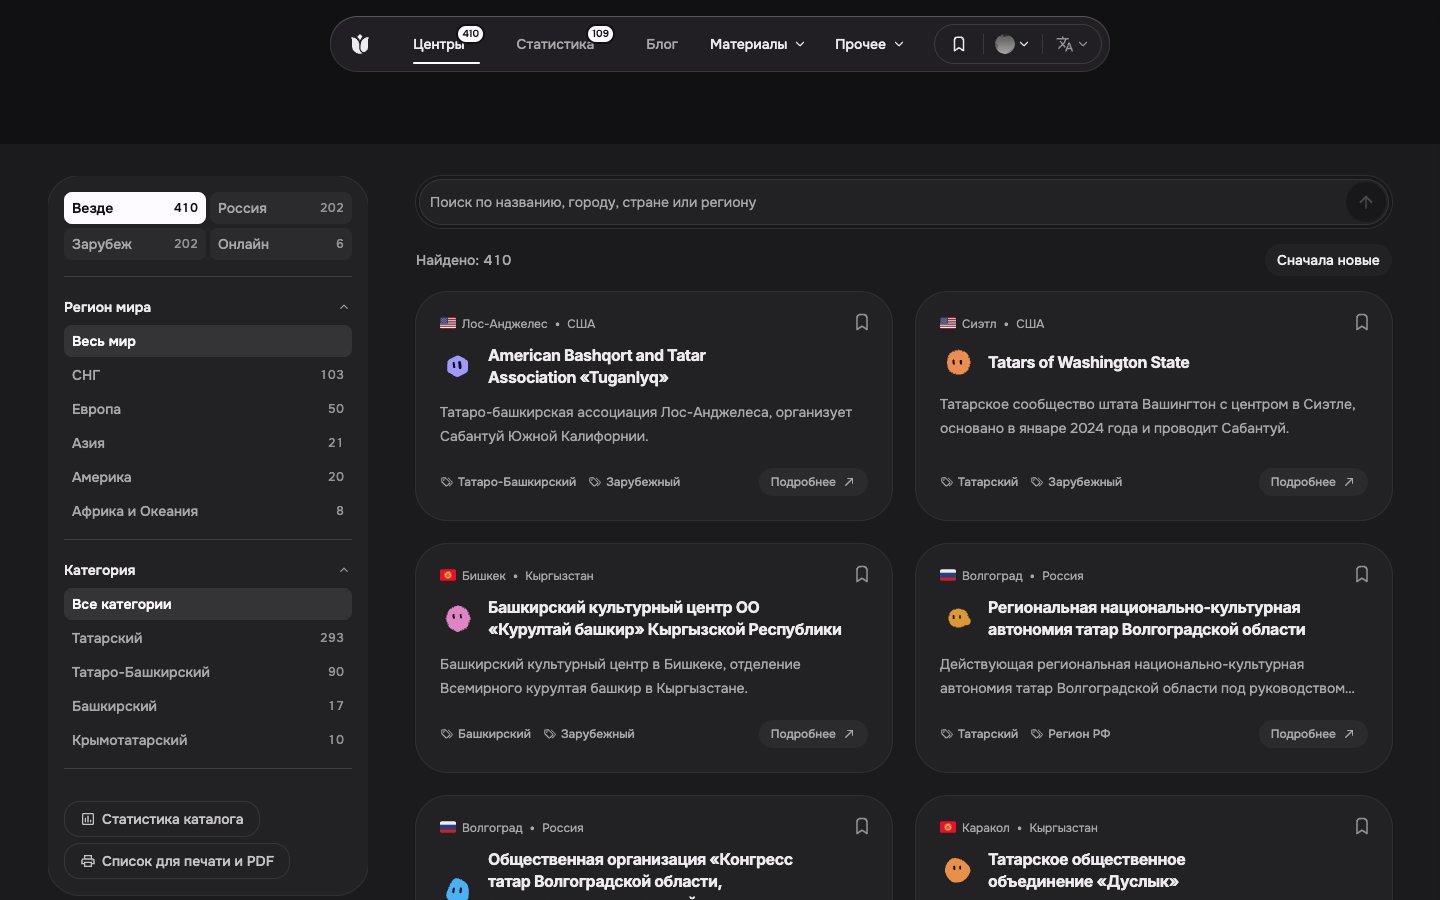 Центры 410
Статистика 109
Блог
Материалы
Прочее
Везде 410
Россия 202
Зарубеж 202
Онлайн 6
Регион мира
Весь мир
СНГ 103
Европа 50
Азия 21
Америка 20
Африка и Океания 8
Категория
Все категории
Татарский 293
Татаро-Башкирский 90
Башкирский 17
Крымотатарский 10
Статистика каталога
Список для печати и PDF
Поиск по названию, городу, стране или региону
Найдено: 410
Сначала новые
Лос-Анджелес • США
American Bashqort and Tatar
Association «Tuganlyq»
Татаро-башкирская ассоциация Лос-Анджелеса, организует
Сабантуй Южной Калифорнии.
Татаро-Башкирский
Зарубежный
Подробнее
Сиэтл • США
Tatars of Washington State
Татарское сообщество штата Вашингтон с центром в Сиэтле,
основано в январе 2024 года и проводит Сабантуй.
Татарский
Зарубежный
Подробнее
Бишкек • Кыргызстан
Башкирский культурный центр ОО
«Курултай башкир» Кыргызской Республики
Башкирский культурный центр в Бишкеке, отделение
Всемирного курултая башкир в Кыргызстане.
Башкирский
Зарубежный
Подробнее
Волгоград • Россия
Региональная национально-культурная
автономия татар Волгоградской области
Действующая региональная национально-культурная
автономия татар Волгоградской области под руководством...
Татарский
Регион РФ
Подробнее
Волгоград • Россия
Общественная организация «Конгресс
татар Волгоградской области,
Каракол • Кыргызстан
Татарское общественное
объединение «Дуслык»